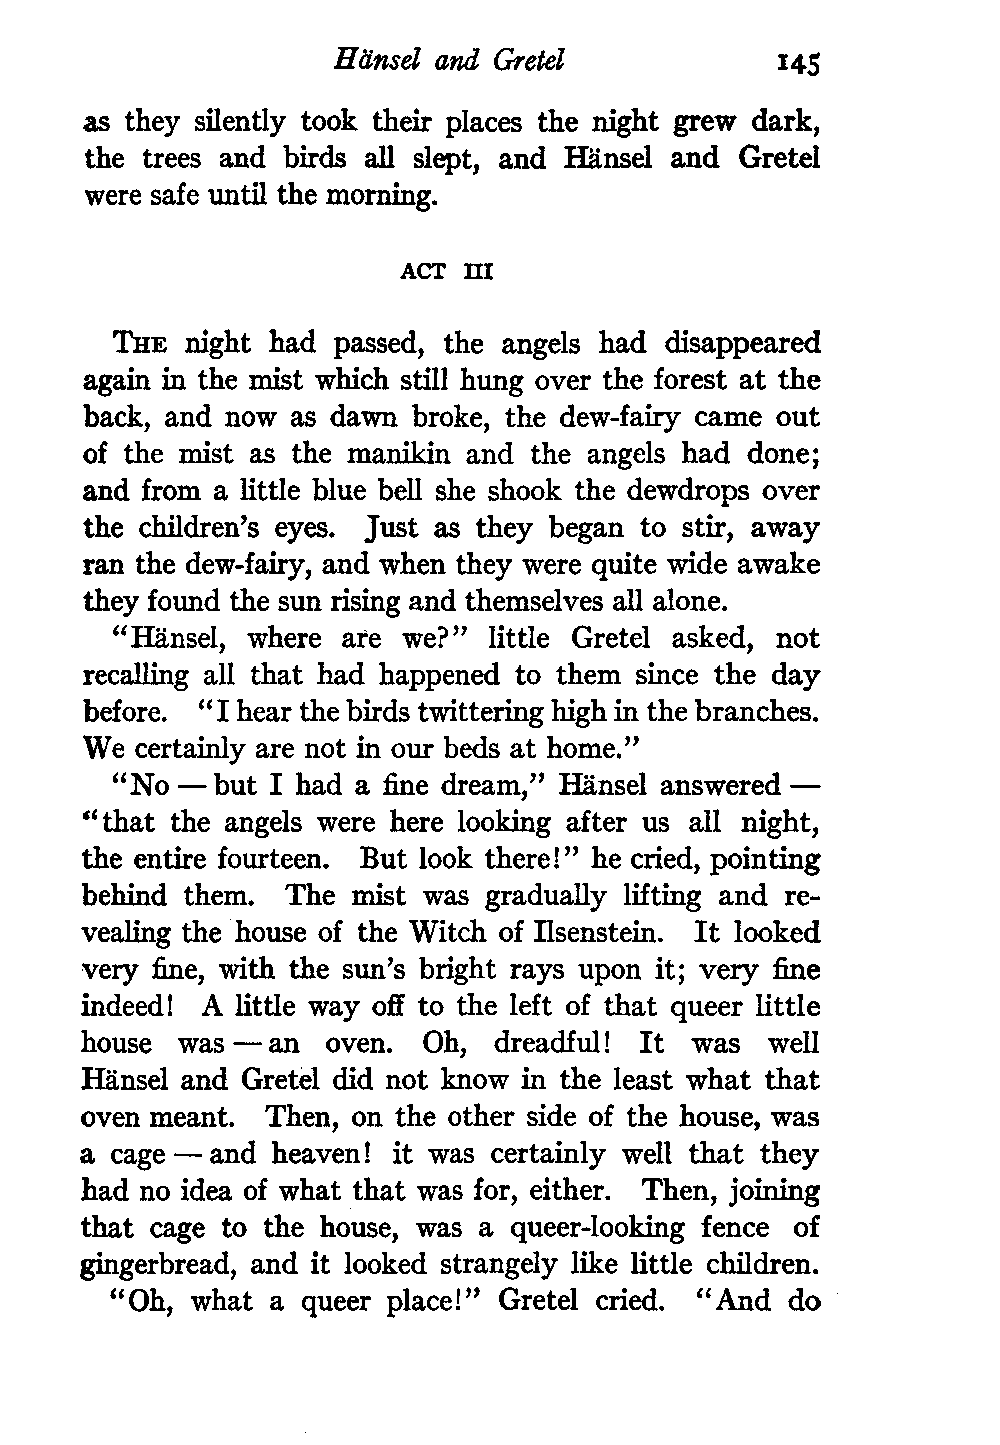 Hänsel and Gretel 145
as they silently took their places the night grew dark,
the trees and birds all slept, and Hänsel and Gretel
were safe until the morning.
ACT III
THE night had passed, the angels had disappeared
again in the mist which still hung over the forest at the
back, and now as dawn broke, the dew-fairy came out
of the mist as the manikin and the angels had done;
and from a little blue bell she shook the dewdrops over
the children's eyes. Just as they began to stir, away
ran the dew-fairy, and when they were quite wide awake
they found the sun rising and themselves all alone.
"Hänsel, where are we?" little Gretel asked, not
recalling all that had happened to them since the day
before. "I hear the birds twittering high in the branches.
We certainly are not in our beds at home."
"No — but I had a fine dream," Hänsel answered —
"that the angels were here looking after us all night,
the entire fourteen. But look there!" he cried, pointing
behind them. The mist was gradually lifting and re-
vealing the house of the Witch of Ilsenstein. It looked
very fine, with the sun's bright rays upon it; very fine
indeed! A little way off to the left of that queer little
house was — an oven. Oh, dreadful! It was well
Hänsel and Gretel did not know in the least what that
oven meant. Then, on the other side of the house, was
a cage — and heaven! it was certainly well that they
had no idea of what that was for, either. Then, joining
that cage to the house, was a queer-looking fence of
gingerbread, and it looked strangely like little children.
"Oh, what a queer place!" Gretel cried. "And do